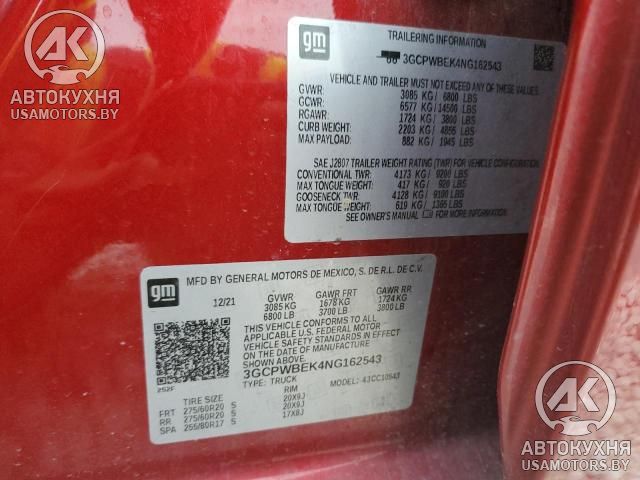 AK
АВТОКУХНЯ
USAMOTORS.BY
gm
TRAILERING INFORMATION
3GCPWBEK4NG162543
VEHICLE AND TRAILER MUST NOT EXCEED ANY OF THESE VALUES.
GVWR: 3085 KG / 6800 LBS
GCWR: 6577 KG / 14500 LBS
RGAWR: 1724 KG / 3800 LBS
CURB WEIGHT: 2203 KG / 4855 LBS
MAX PAYLOAD: 882 KG / 1945 LBS
SAE J2807 TRAILER WEIGHT RATING (TWR) FOR VEHICLE CONFIGURATION.
CONVENTIONAL TWR: 4173 KG / 9200 LBS
MAX TONGUE WEIGHT: 417 KG / 920 LBS
GOOSENECK TWR: 4128 KG / 9100 LBS
MAX TONGUE WEIGHT: 619 KG / 1365 LBS
SEE OWNER'S MANUAL FOR MORE INFORMATION
gm
MFD BY GENERAL MOTORS DE MEXICO, S. DE R.L. DE C.V.
12/21 GVWR GAWR FRT GAWR RR
3085 KG 1678 KG 1724 KG
6800 LB 3700 LB 3800 LB
THIS VEHICLE CONFORMS TO ALL
APPLICABLE U.S. FEDERAL MOTOR
VEHICLE SAFETY STANDARDS IN EFFECT
ON THE DATE OF MANUFACTURE
SHOWN ABOVE.
3GCPWBEK4NG162543
252F TYPE: TRUCK MODEL: 43CC10543
TIRE SIZE RIM
FRT 275/60R20 S 20X9J
RR 275/60R20 S 20X9J
SPA 255/80R17 S 17X8J
AK
АВТОКУХНЯ
USAMOTORS.BY